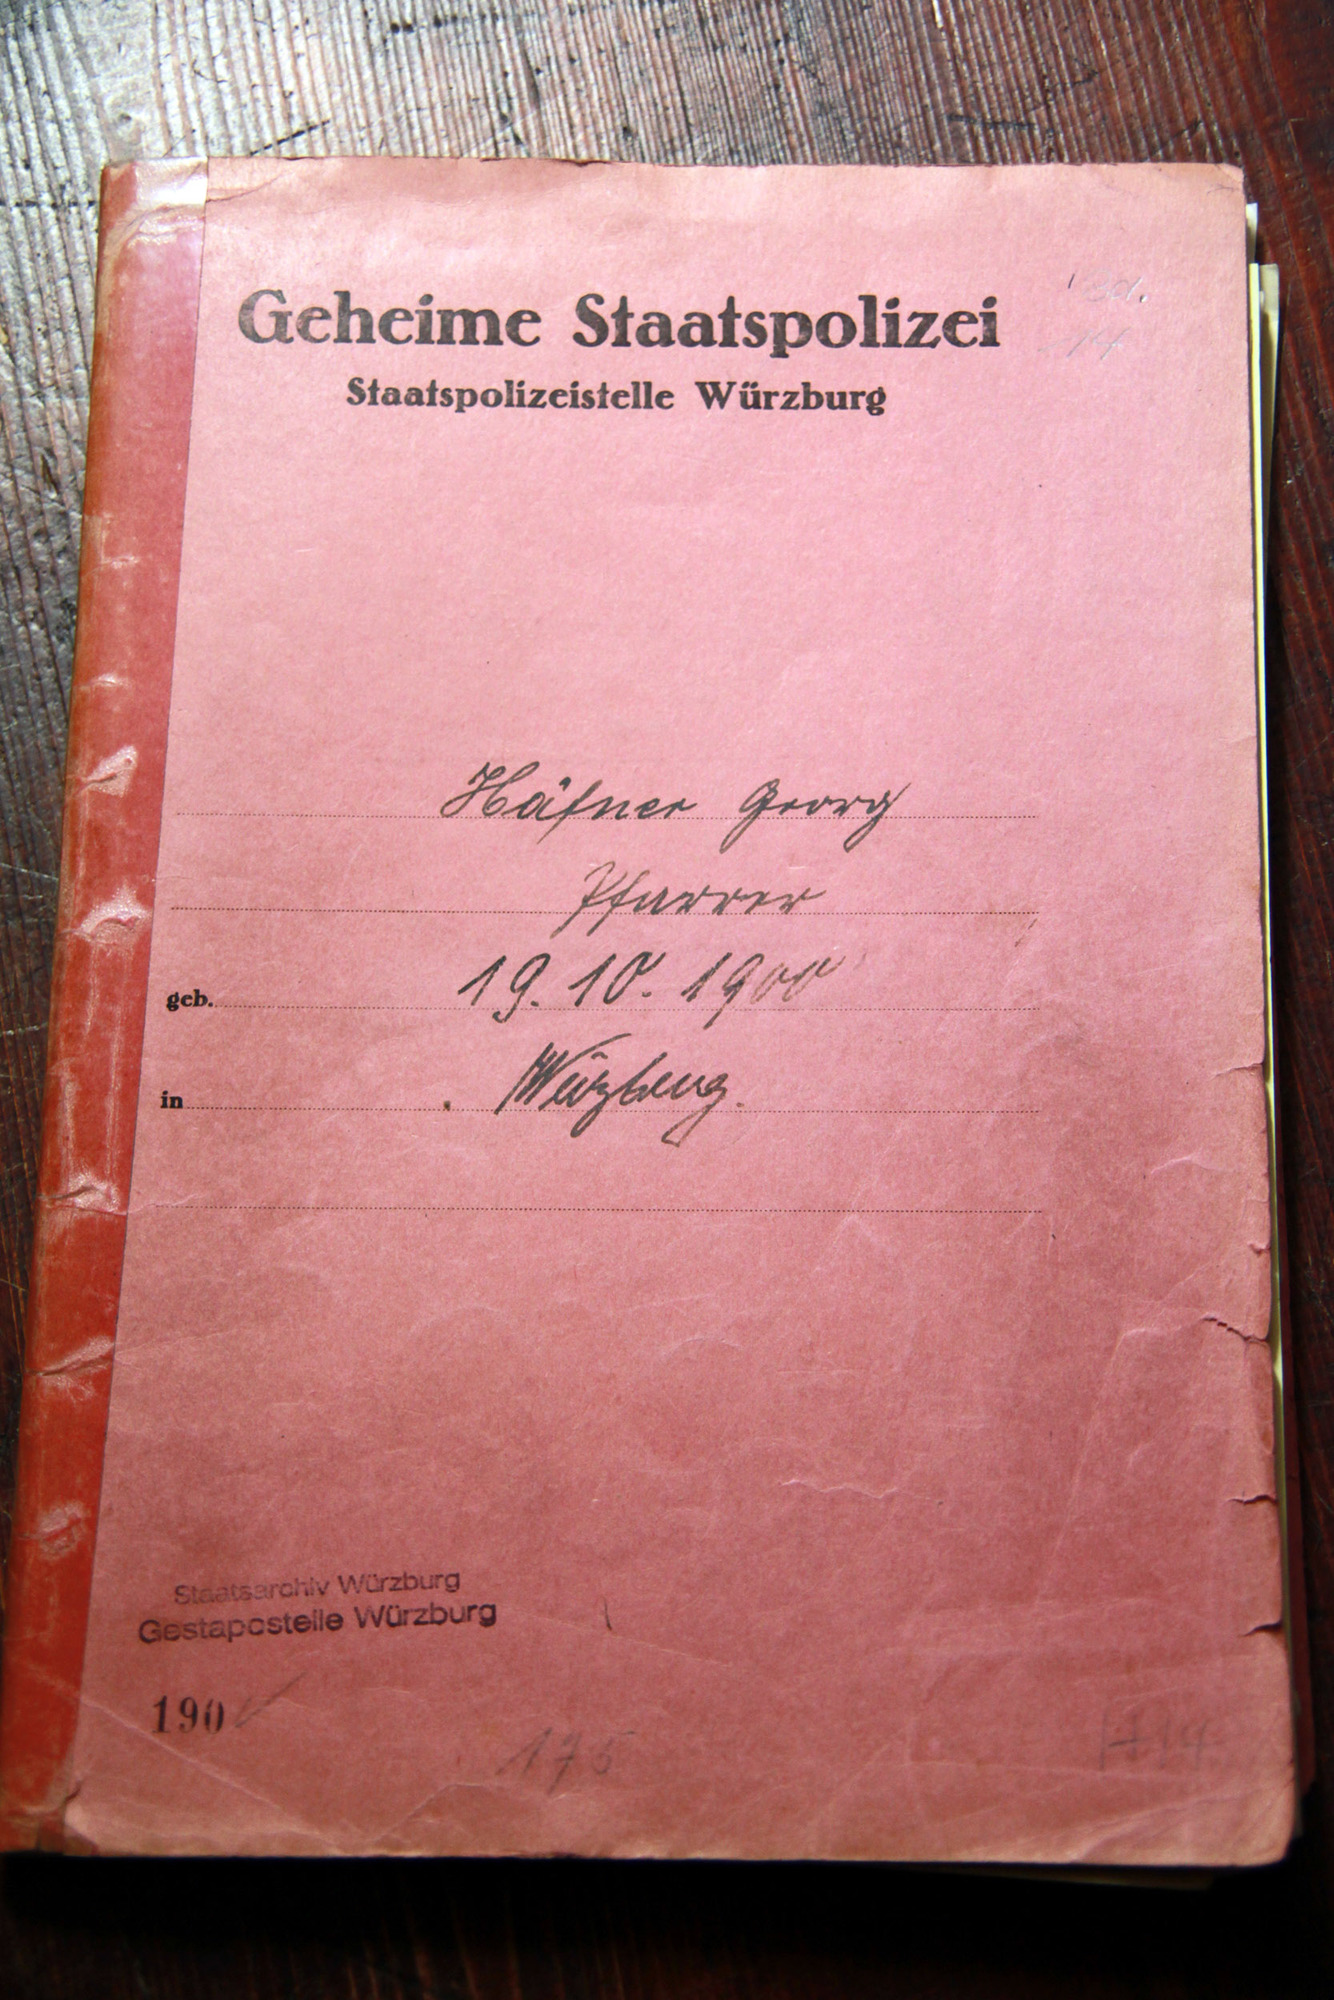 Geheime Staatspolizei
Staatspolizeistelle Würzburg
Häfner Georg
Pfarrer
geb. 19. 10. 1900
in Würzburg.
Staatsarchiv Würzburg
Gestapostelle Würzburg
190
175
H14